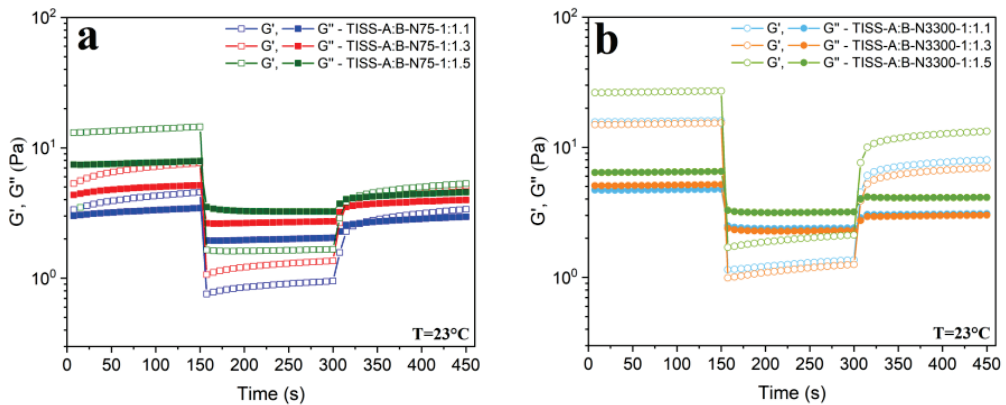 a
G', G'' - TISS-A:B-N75-1:1.1
G', G'' - TISS-A:B-N75-1:1.3
G', G'' - TISS-A:B-N75-1:1.5
10²
10¹
10⁰
G', G'' (Pa)
T=23°C
0 50 100 150 200 250 300 350 400 450
Time (s)
b
G', G'' - TISS-A:B-N3300-1:1.1
G', G'' - TISS-A:B-N3300-1:1.3
G', G'' - TISS-A:B-N3300-1:1.5
10²
10¹
10⁰
G', G'' (Pa)
T=23°C
0 50 100 150 200 250 300 350 400 450
Time (s)